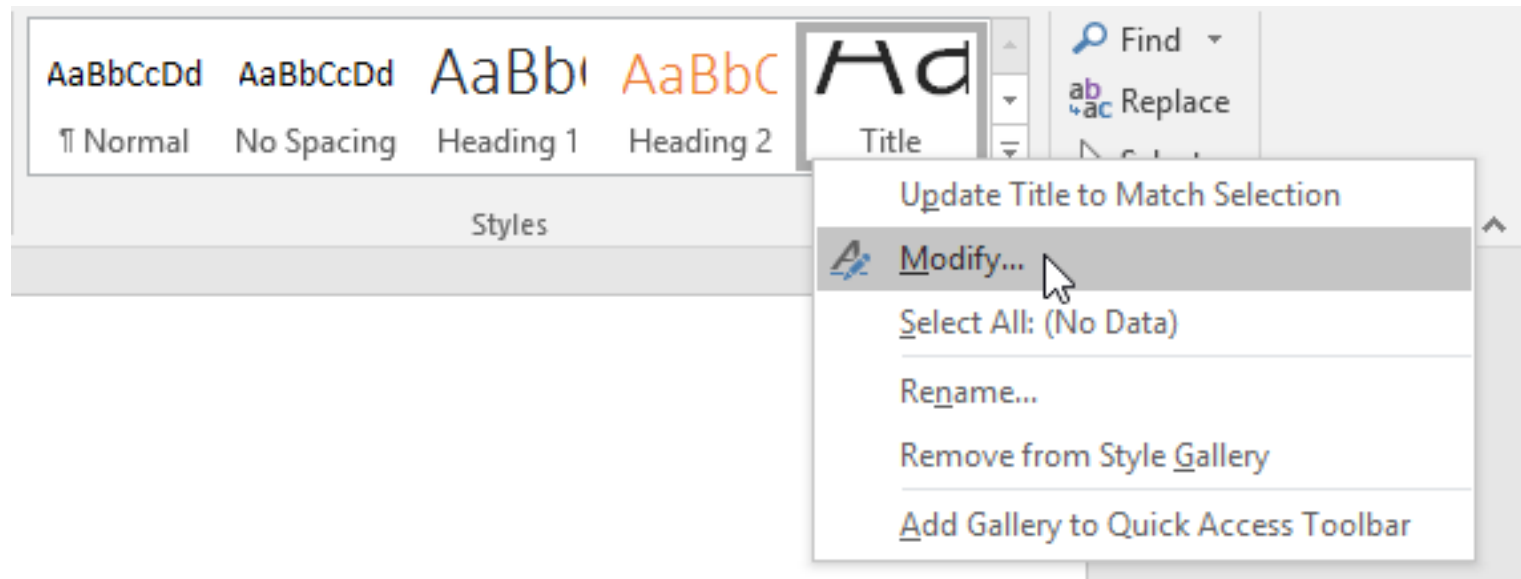 AaBbCcDd AaBbCcDd AaBb AaBbC Aa
¶ Normal No Spacing Heading 1 Heading 2 Title
Styles
Find
Replace
Update Title to Match Selection
Modify...
Select All: (No Data)
Rename...
Remove from Style Gallery
Add Gallery to Quick Access Toolbar